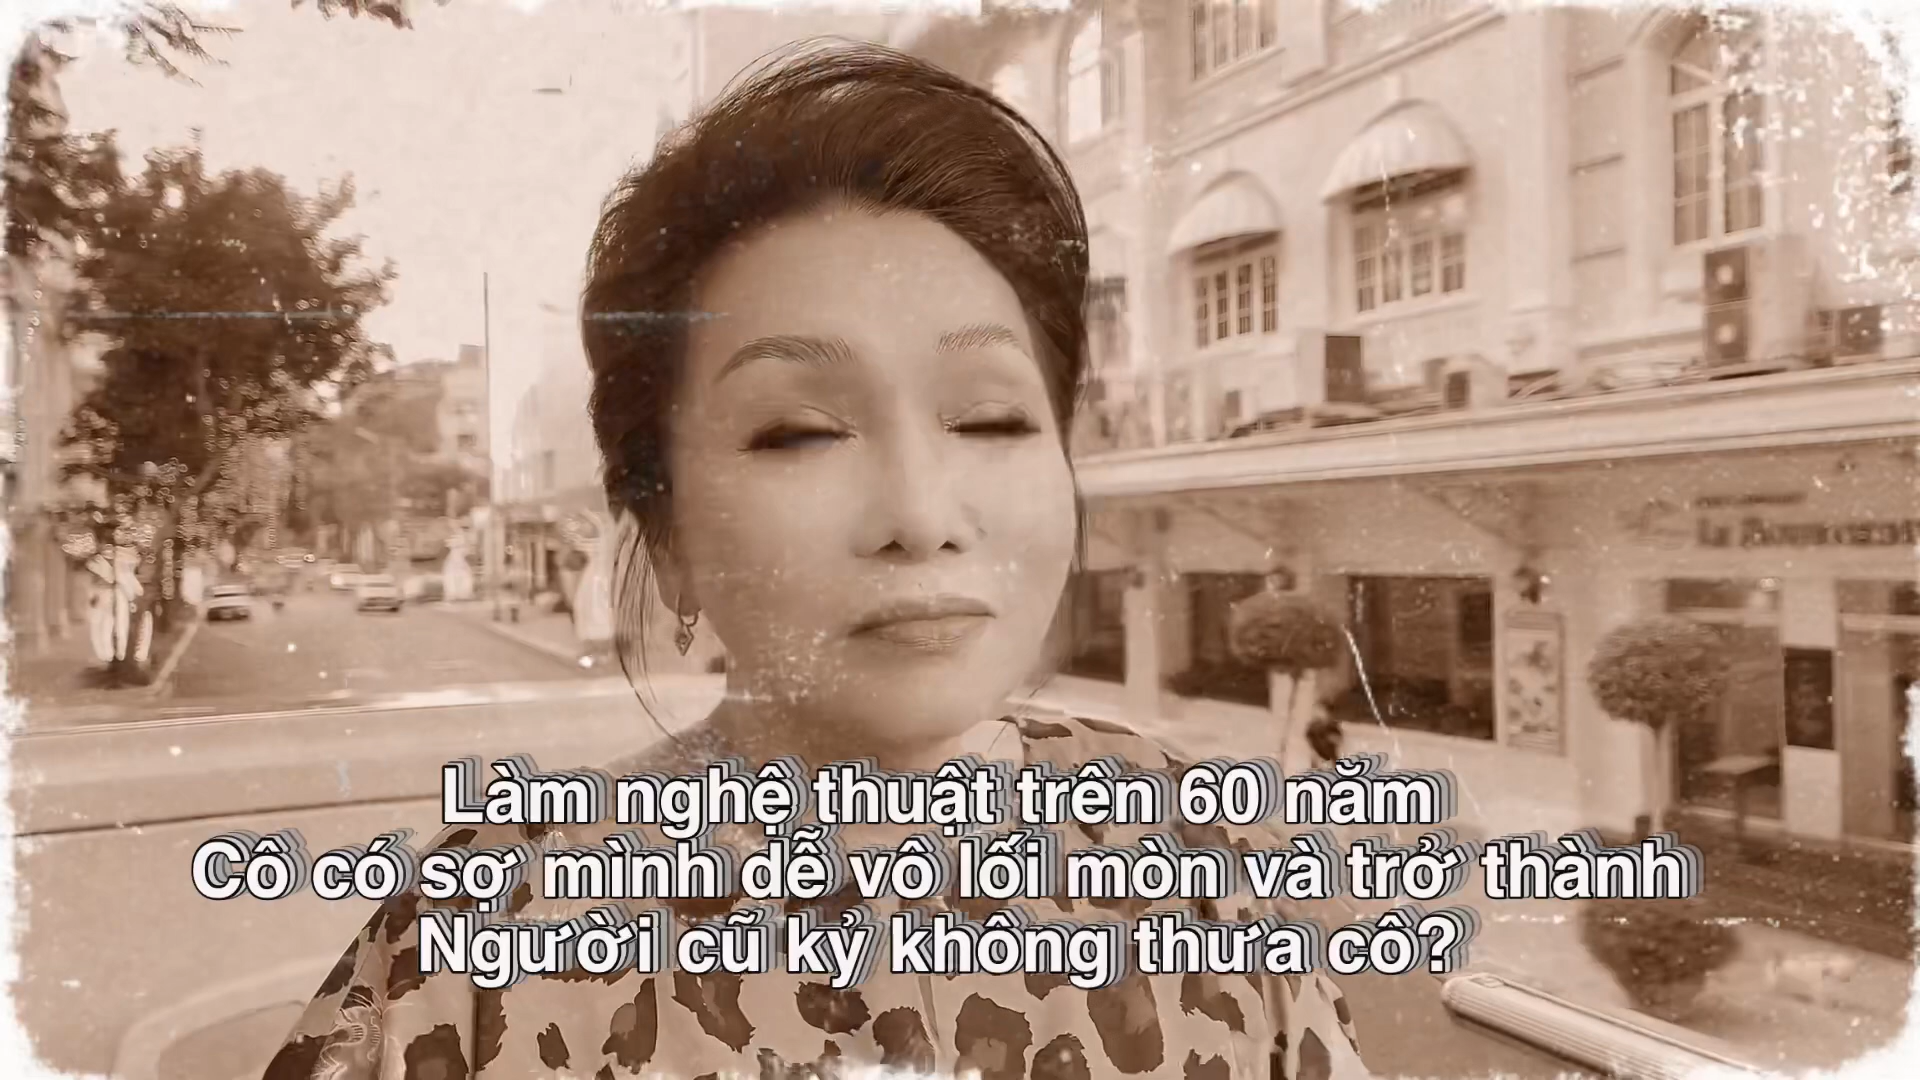 Làm nghệ thuật trên 60 năm
Cô có sợ mình dễ vô lối mòn và trở thành
Người cũ kỷ không thưa cô?